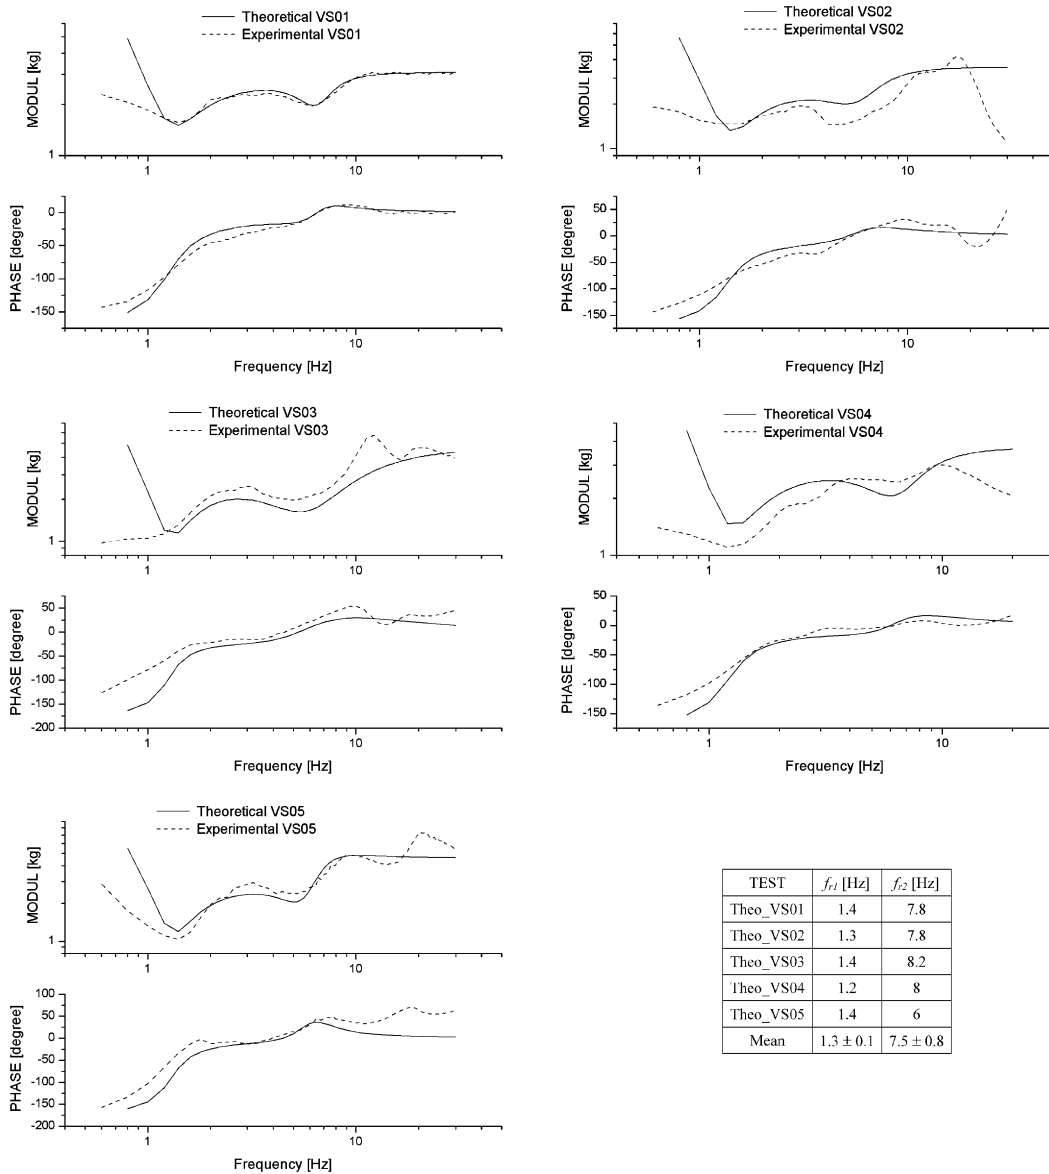 Theoretical VS01
Experimental VS01
MODUL [kg]
1
1
10
PHASE [degree]
0
-50
-100
-150
1
10
Frequency [Hz]
Theoretical VS02
Experimental VS02
MODUL [kg]
1
1
10
PHASE [degree]
50
0
-50
-100
-150
1
10
Frequency [Hz]
Theoretical VS03
Experimental VS03
MODUL [kg]
1
1
10
PHASE [degree]
50
0
-50
-100
-150
-200
1
10
Frequency [Hz]
Theoretical VS04
Experimental VS04
MODUL [kg]
1
1
10
PHASE [degree]
50
0
-50
-100
-150
1
10
Frequency [Hz]
Theoretical VS05
Experimental VS05
MODUL [kg]
1
1
10
PHASE [degree]
100
50
0
-50
-100
-150
-200
1
10
Frequency [Hz]
TEST fr1 [Hz] fr2 [Hz]
Theo_VS01 1.4 7.8
Theo_VS02 1.3 7.8
Theo_VS03 1.4 8.2
Theo_VS04 1.2 8
Theo_VS05 1.4 6
Mean 1.3 ± 0.1 7.5 ± 0.8